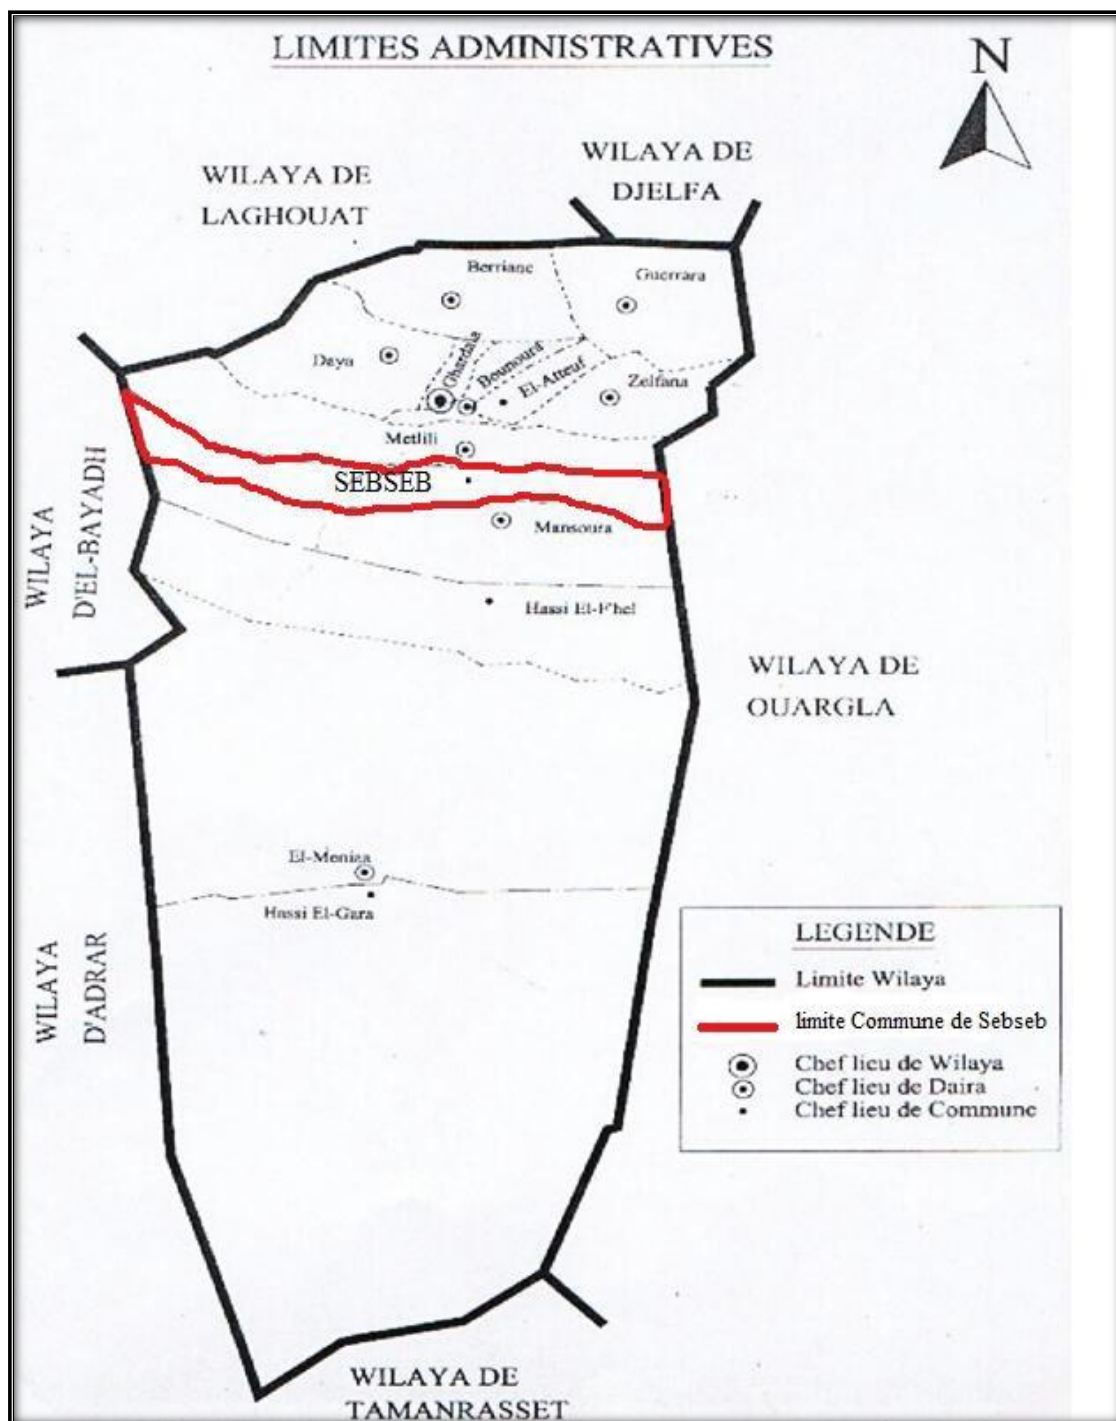 LIMITES ADMINISTRATIVES
N
WILAYA DE
LAGHOUAT
WILAYA DE
DJELFA
Berriane
Guerrara
Daya
Ghardaia
Bounoura
El-Atteuf
Zelfana
Metlili
SEBSEB
Mansoura
WILAYA
D'EL-BAYADH
Hassi El-F'hel
WILAYA DE
OUARGLA
El-Meniaa
Hassi El-Gara
WILAYA
D'ADRAR
LEGENDE
Limite Wilaya
limite Commune de Sebseb
Chef lieu de Wilaya
Chef lieu de Daira
Chef lieu de Commune
WILAYA DE
TAMANRASSET